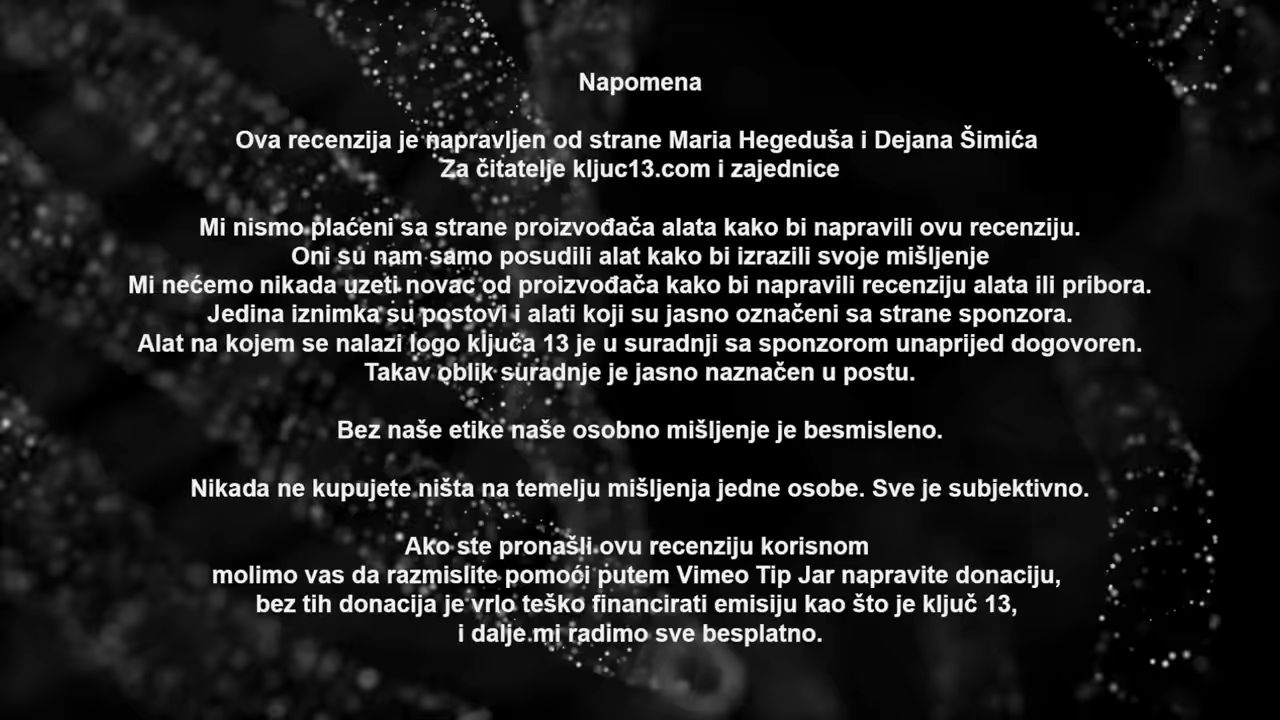 Napomena
Ova recenzija je napravljen od strane Maria Hegeduša i Dejana Šimića
Za čitatelje kljuc13.com i zajednice
Mi nismo plaćeni sa strane proizvođača alata kako bi napravili ovu recenziju.
Oni su nam samo posudili alat kako bi izrazili svoje mišljenje
Mi nećemo nikada uzeti novac od proizvođača kako bi napravili recenziju alata ili pribora.
Jedina iznimka su postovi i alati koji su jasno označeni sa strane sponzora.
Alat na kojem se nalazi logo ključa 13 je u suradnji sa sponzorom unaprijed dogovoren.
Takav oblik suradnje je jasno naznačen u postu.
Bez naše etike naše osobno mišljenje je besmisleno.
Nikada ne kupujete ništa na temelju mišljenja jedne osobe. Sve je subjektivno.
Ako ste pronašli ovu recenziju korisnom
molimo vas da razmislite pomoći putem Vimeo Tip Jar napravite donaciju,
bez tih donacija je vrlo teško financirati emisiju kao što je ključ 13,
i dalje mi radimo sve besplatno.